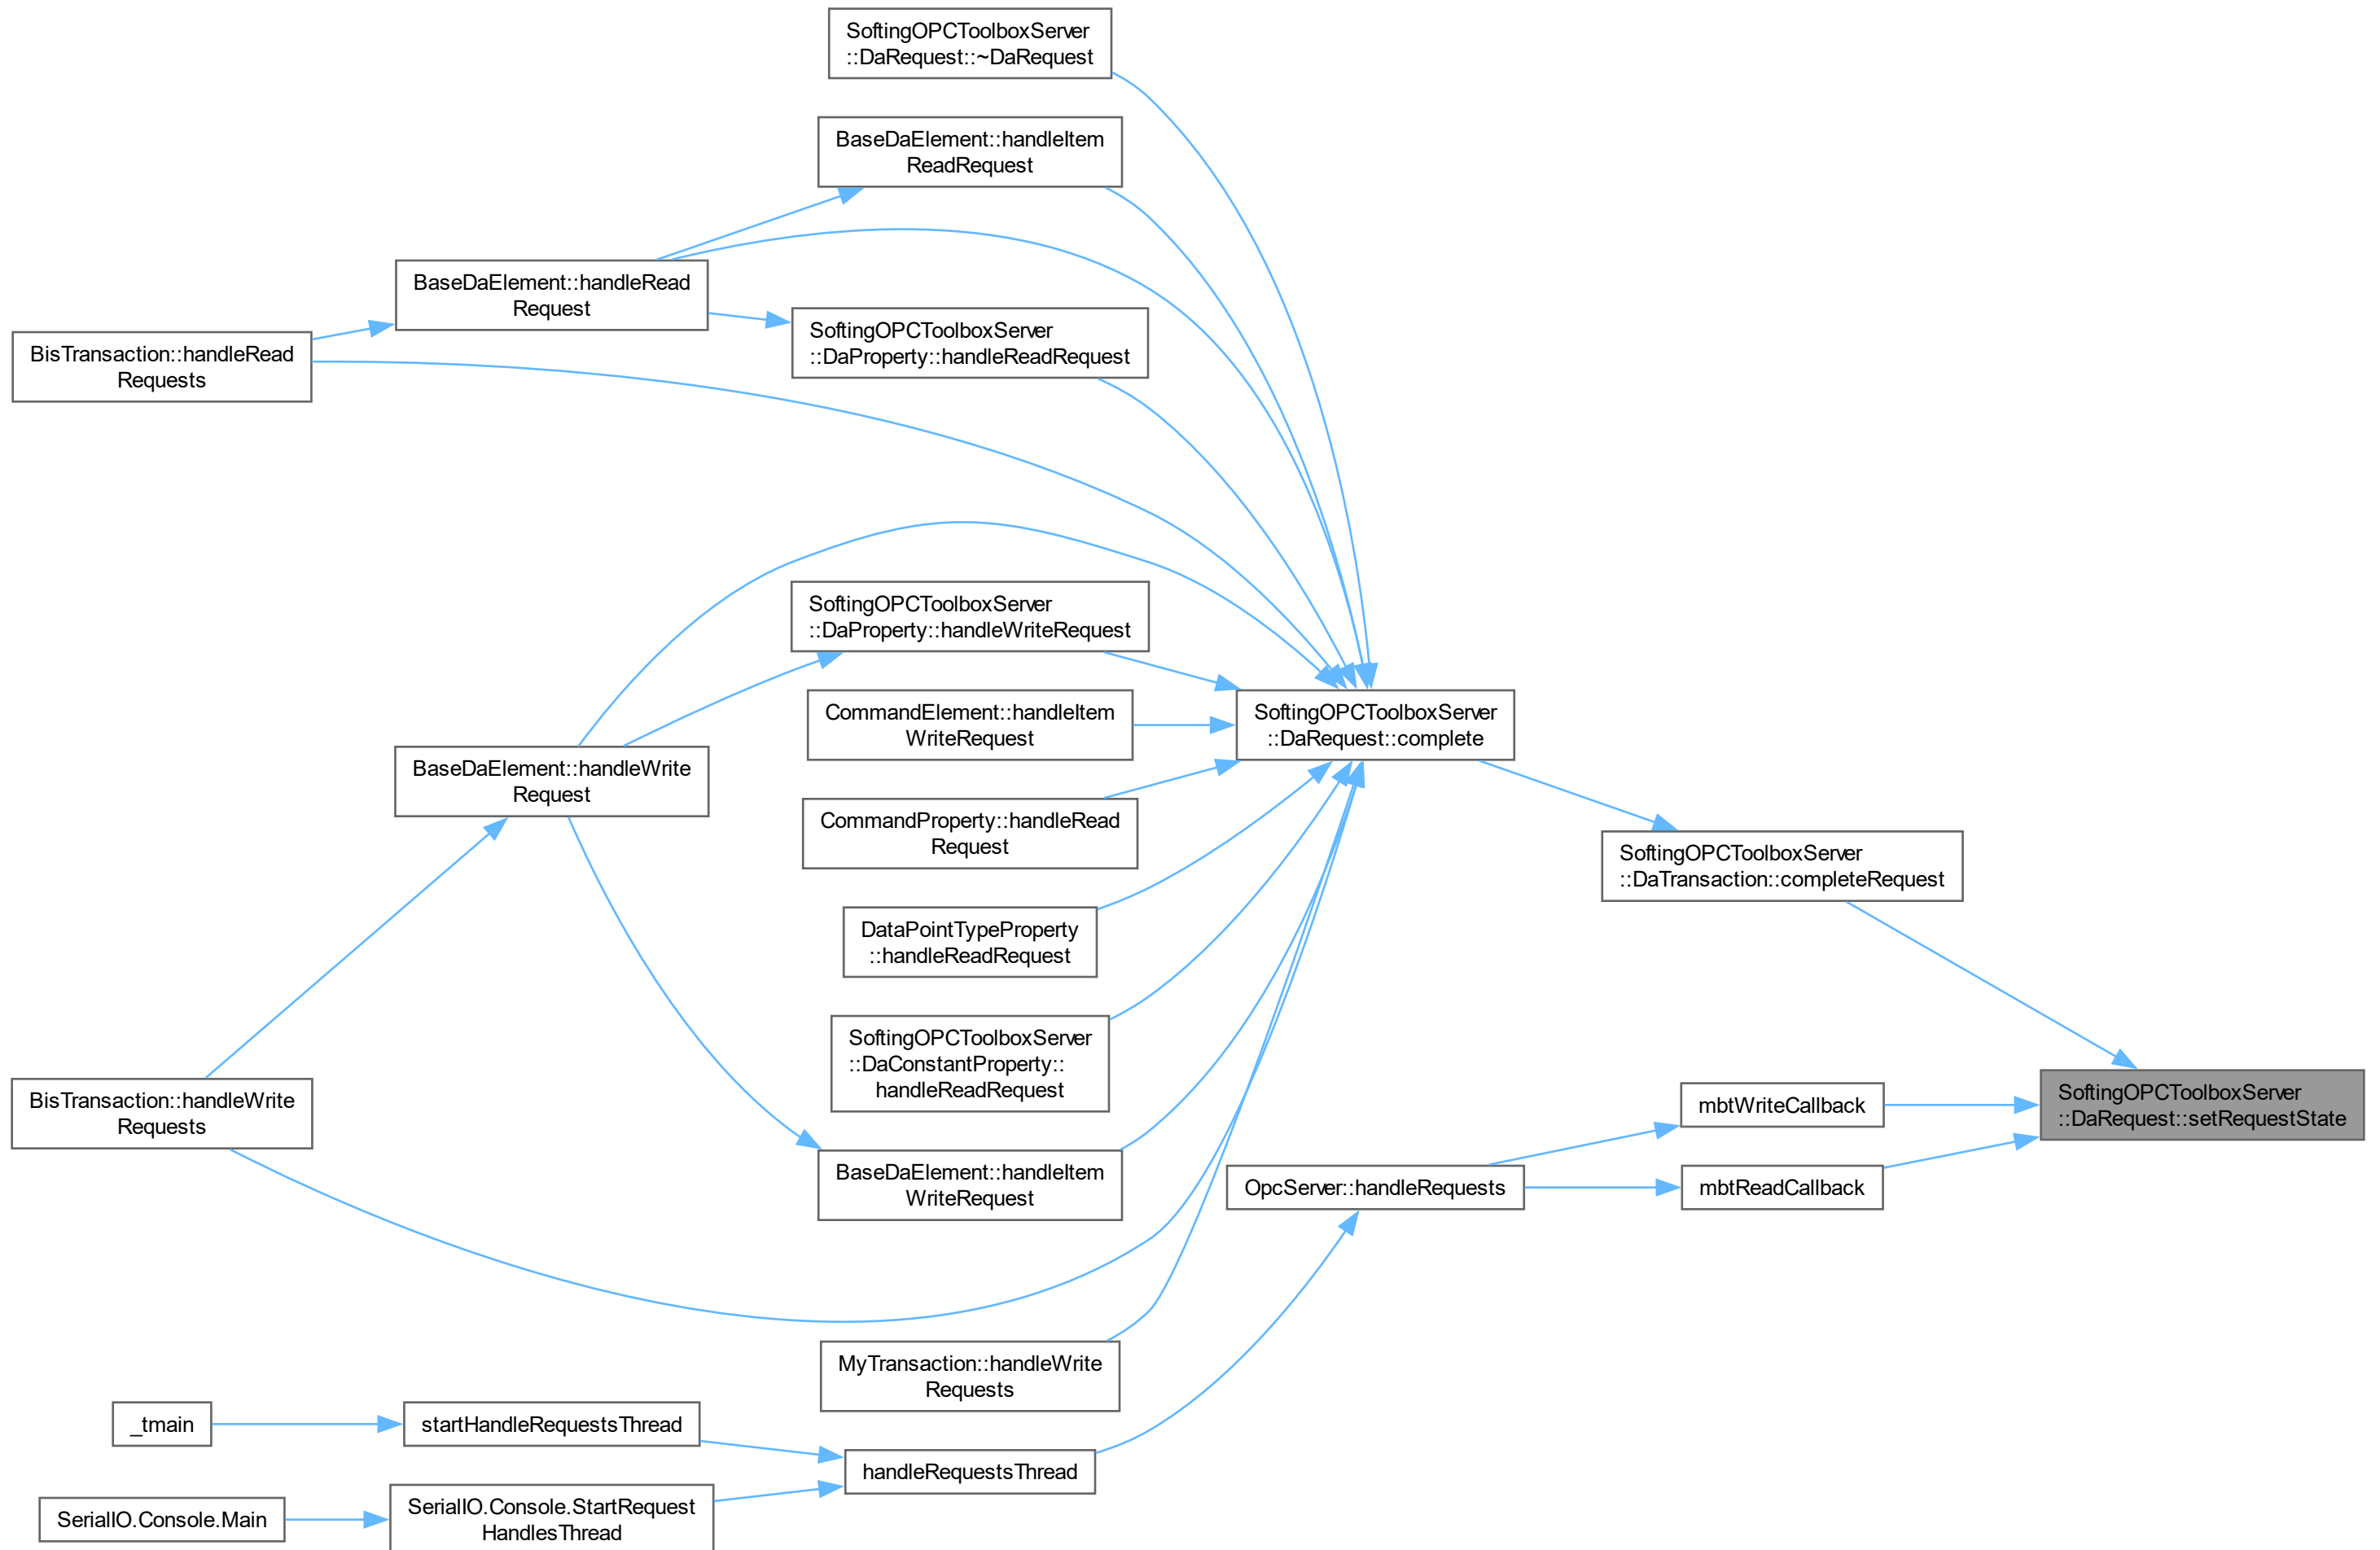 SoftingOPCToolboxServer
::DaRequest::~DaRequest
BaseDaElement::handleItem
ReadRequest
BaseDaElement::handleRead
Request
SoftingOPCToolboxServer
::DaProperty::handleReadRequest
BisTransaction::handleRead
Requests
SoftingOPCToolboxServer
::DaProperty::handleWriteRequest
CommandElement::handleItem
WriteRequest
SoftingOPCToolboxServer
::DaRequest::complete
BaseDaElement::handleWrite
Request
CommandProperty::handleRead
Request
SoftingOPCToolboxServer
::DaTransaction::completeRequest
DataPointTypeProperty
::handleReadRequest
SoftingOPCToolboxServer
::DaConstantProperty::
handleReadRequest
BisTransaction::handleWrite
Requests
mbtWriteCallback
SoftingOPCToolboxServer
::DaRequest::setRequestState
BaseDaElement::handleItem
WriteRequest
OpcServer::handleRequests
mbtReadCallback
MyTransaction::handleWrite
Requests
_tmain
startHandleRequestsThread
handleRequestsThread
SerialIO.Console.Main
SerialIO.Console.StartRequest
HandlesThread